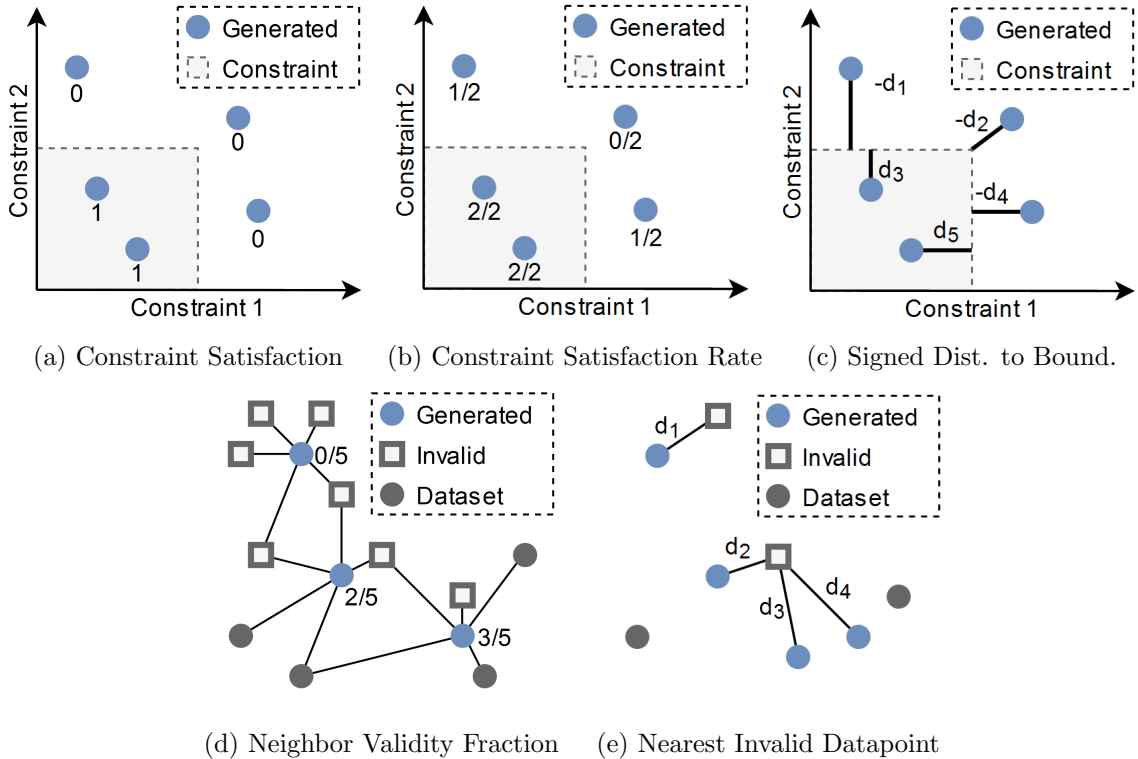 Generated
Constraint
0
0
1
0
1
Constraint 2
Constraint 1
(a) Constraint Satisfaction
Generated
Constraint
1/2
0/2
2/2
1/2
2/2
Constraint 2
Constraint 1
(b) Constraint Satisfaction Rate
Generated
Constraint
-d1
-d2
d3
-d4
d5
Constraint 2
Constraint 1
(c) Signed Dist. to Bound.
Generated
Invalid
Dataset
0/5
2/5
3/5
(d) Neighbor Validity Fraction
Generated
Invalid
Dataset
d1
d2
d3
d4
(e) Nearest Invalid Datapoint